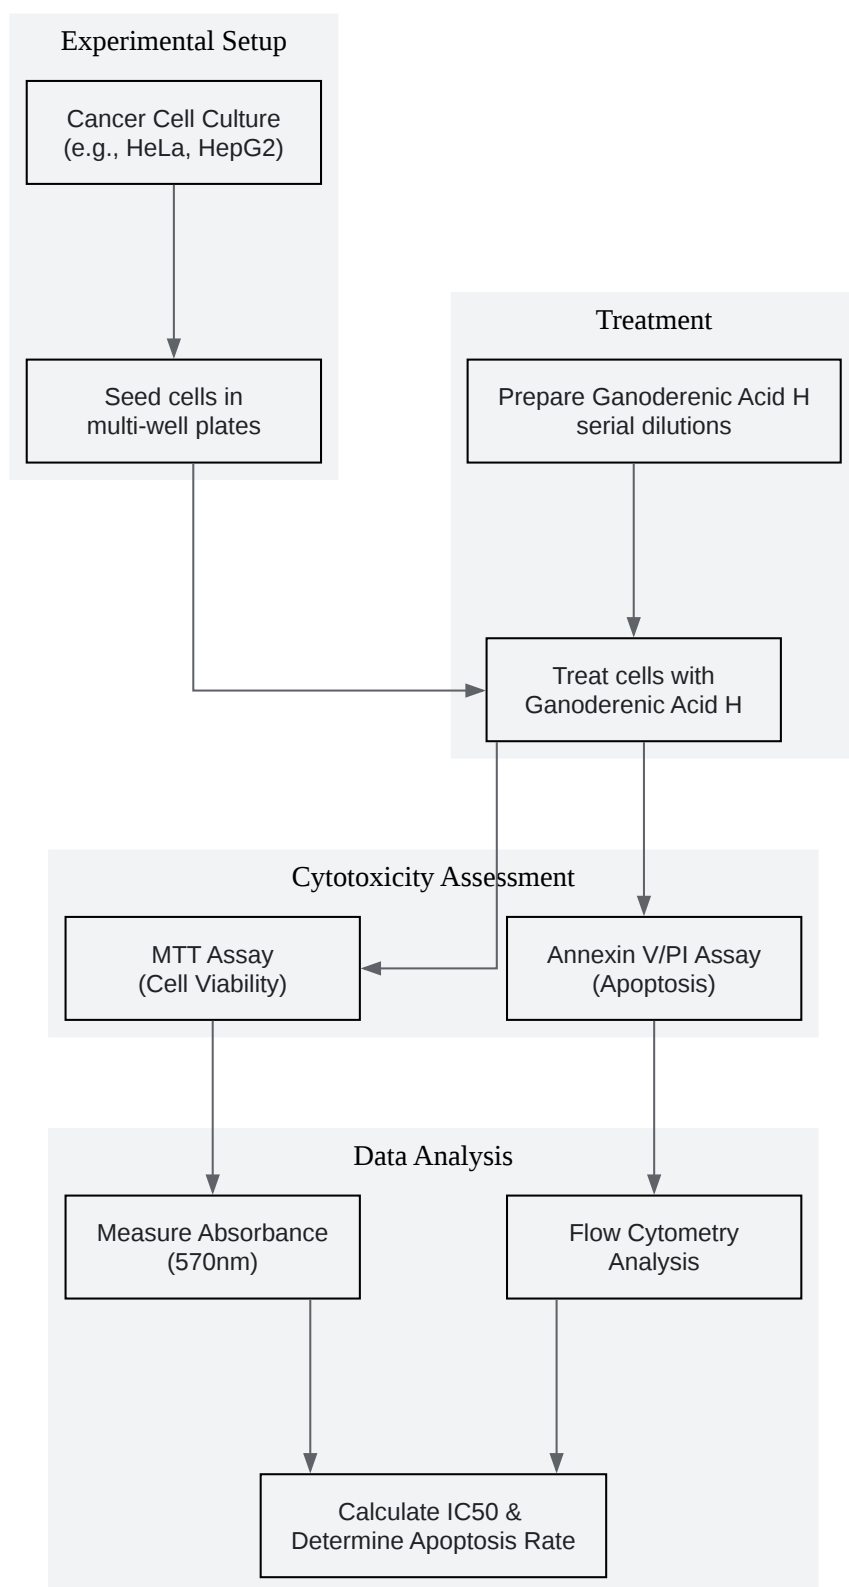 Experimental Setup
Cancer Cell Culture
(e.g., HeLa, HepG2)
Seed cells in
multi-well plates
Treatment
Prepare Ganoderenic Acid H
serial dilutions
Treat cells with
Ganoderenic Acid H
Cytotoxicity Assessment
MTT Assay
(Cell Viability)
Annexin V/PI Assay
(Apoptosis)
Data Analysis
Measure Absorbance
(570nm)
Flow Cytometry
Analysis
Calculate IC50 &
Determine Apoptosis Rate